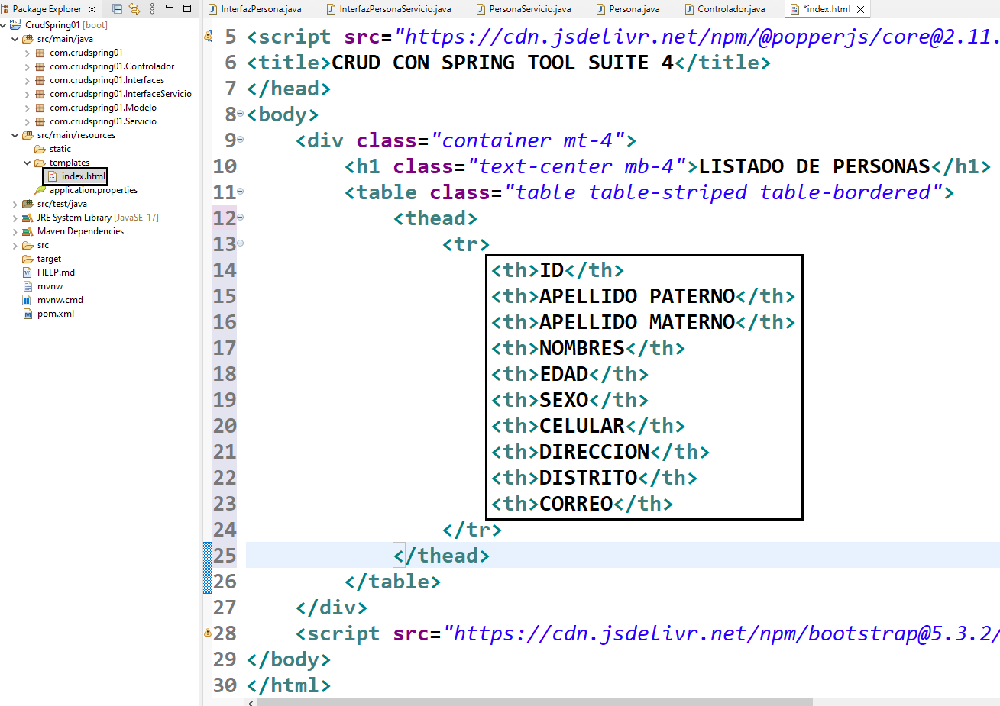 Package Explorer
CrudSpring01 [boot]
src/main/java
com.crudspring01
com.crudspring01.Controlador
com.crudspring01.Interfaces
com.crudspring01.InterfaceServicio
com.crudspring01.Modelo
com.crudspring01.Servicio
src/main/resources
static
templates
index.html
application.properties
src/test/java
JRE System Library [JavaSE-17]
Maven Dependencies
src
target
HELP.md
mvnw
mvnw.cmd
pom.xml
InterfazPersona.java
InterfazPersonaServicio.java
PersonaServicio.java
Persona.java
Controlador.java
*index.html
5 <script src="https://cdn.jsdelivr.net/npm/@popperjs/core@2.11.
6 <title>CRUD CON SPRING TOOL SUITE 4</title>
7 </head>
8 <body>
9 <div class="container mt-4">
10 <h1 class="text-center mb-4">LISTADO DE PERSONAS</h1>
11 <table class="table table-striped table-bordered">
12 <thead>
13 <tr>
14 <th>ID</th>
15 <th>APELLIDO PATERNO</th>
16 <th>APELLIDO MATERNO</th>
17 <th>NOMBRES</th>
18 <th>EDAD</th>
19 <th>SEXO</th>
20 <th>CELULAR</th>
21 <th>DIRECCION</th>
22 <th>DISTRITO</th>
23 <th>CORREO</th>
24 </tr>
25 </thead>
26 </table>
27 </div>
28 <script src="https://cdn.jsdelivr.net/npm/bootstrap@5.3.2/
29 </body>
30 </html>